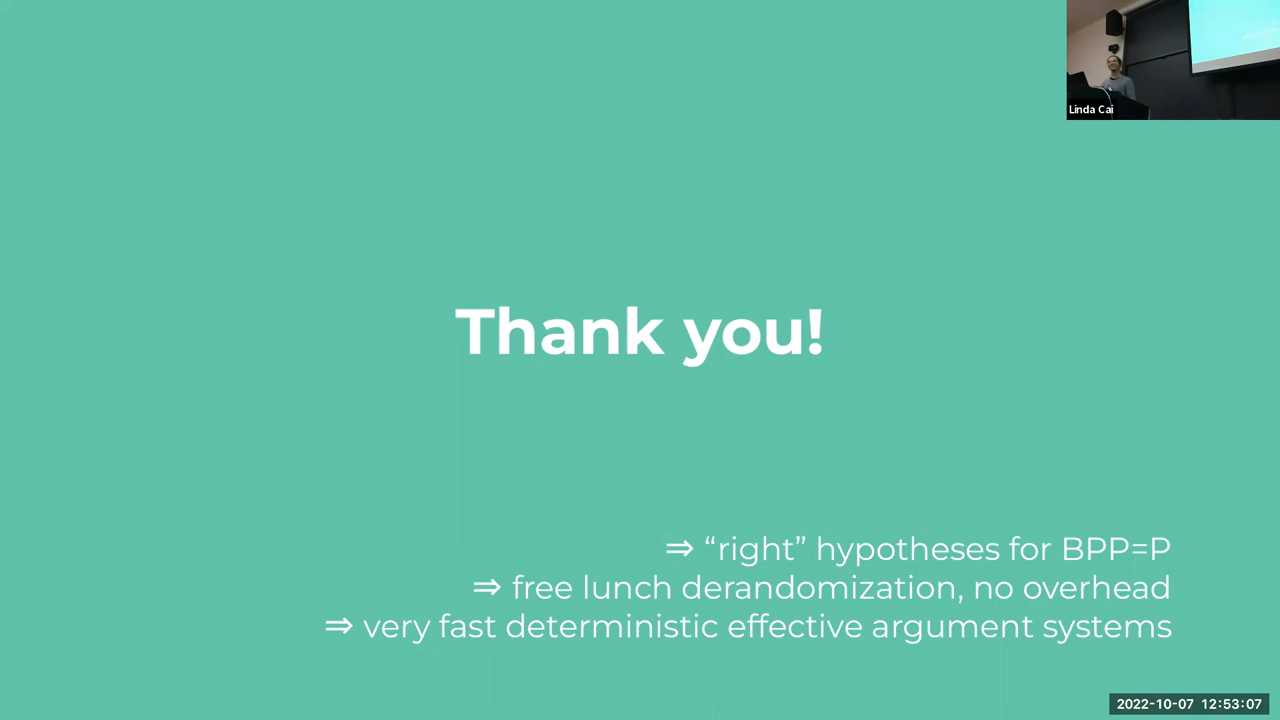 Linda Cai
Thank you!
⇒ “right” hypotheses for BPP=P
⇒ free lunch derandomization, no overhead
⇒ very fast deterministic effective argument systems
2022-10-07 12:53:07